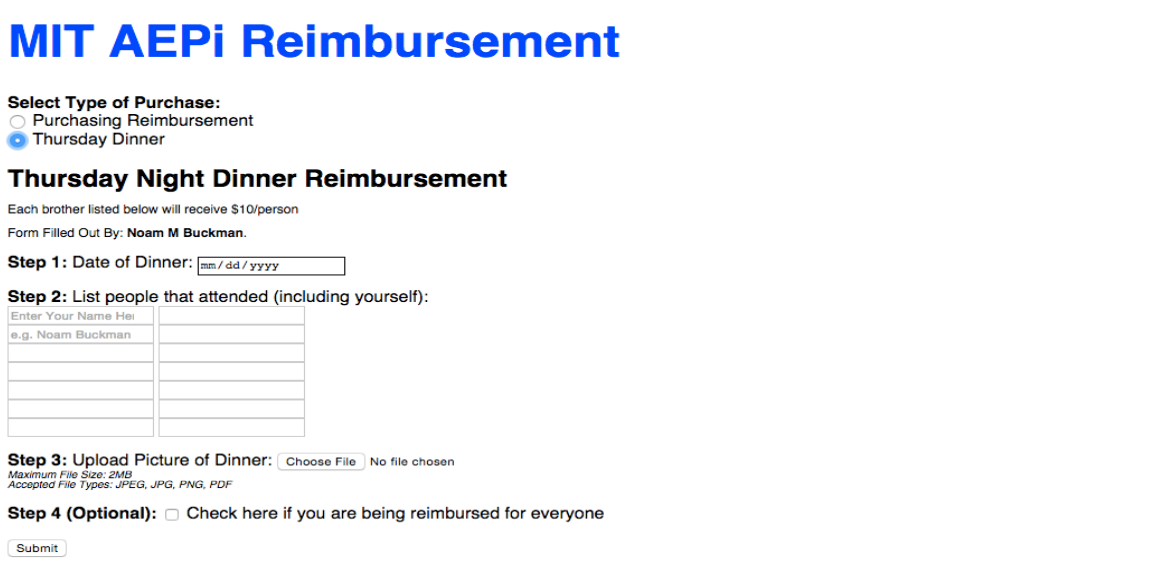 MIT AEPi Reimbursement
Select Type of Purchase:
Purchasing Reimbursement
Thursday Dinner
Thursday Night Dinner Reimbursement
Each brother listed below will receive $10/person
Form Filled Out By: Noam M Buckman.
Step 1: Date of Dinner: mm/dd/yyyy
Step 2: List people that attended (including yourself):
Enter Your Name He
e.g. Noam Buckman
Step 3: Upload Picture of Dinner: Choose File No file chosen
Maximum File Size: 2MB
Accepted File Types: JPEG, JPG, PNG, PDF
Step 4 (Optional): Check here if you are being reimbursed for everyone
Submit